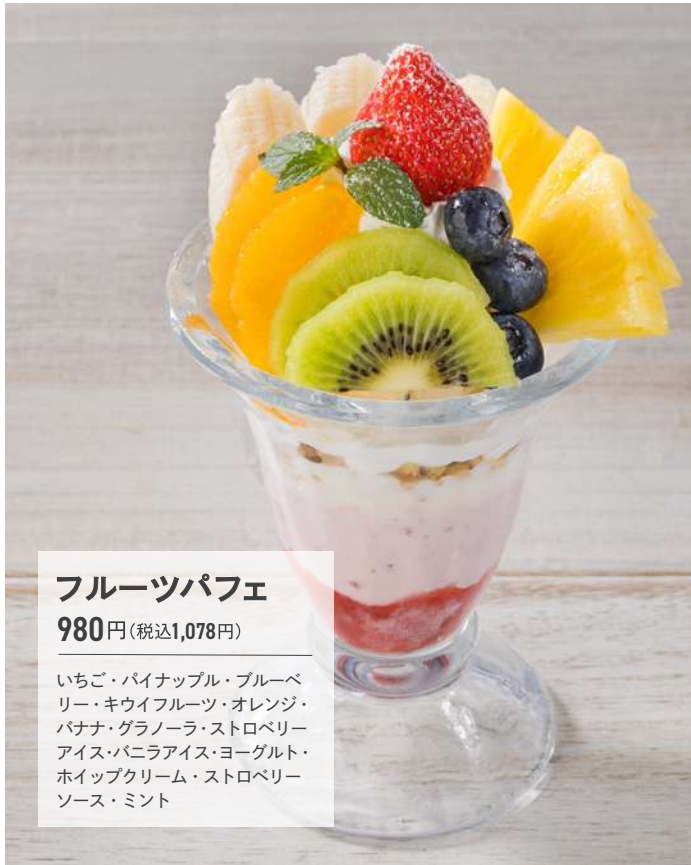 フルーツパフェ
980円(税込1,078円)
いちご・パイナップル・ブルーベ
リー・キウイフルーツ・オレンジ・
バナナ・グラノーラ・ストロベリー
アイス・バニラアイス・ヨーグルト・
ホイップクリーム・ストロベリー
ソース・ミント